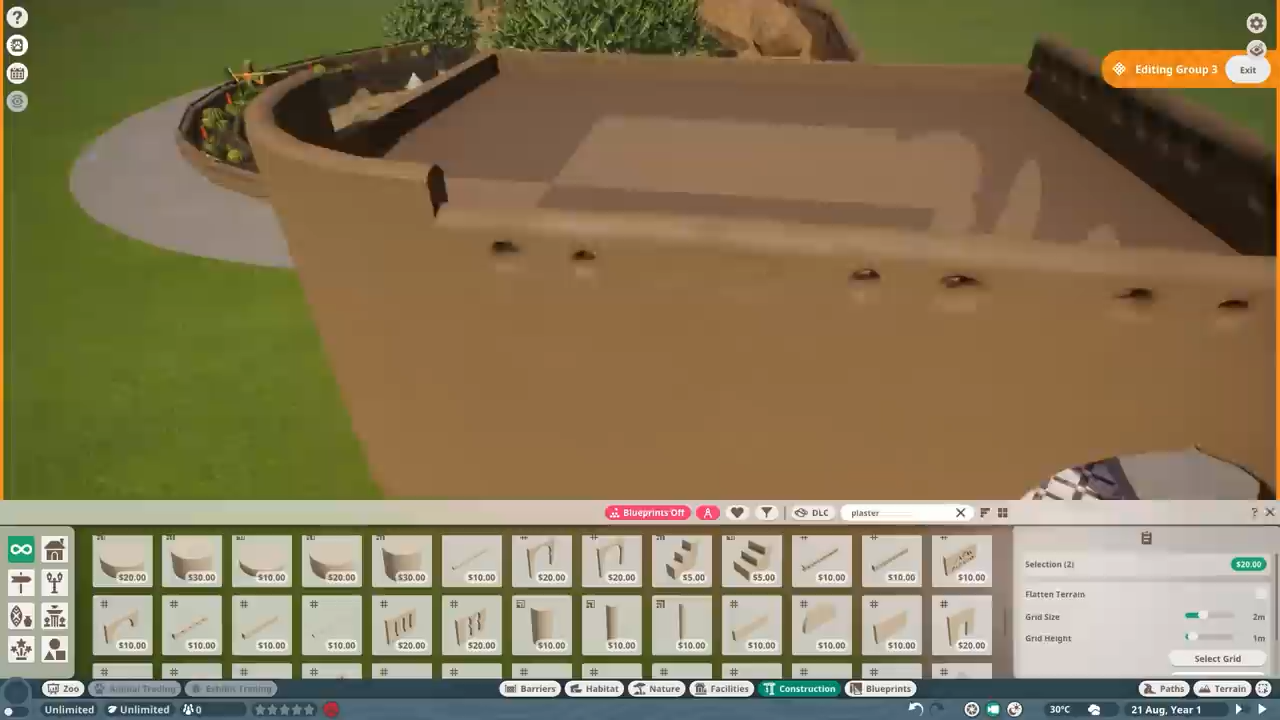 Editing Group 3 Exit
Blueprints Off DLC plaster
$20.00 $30.00 $10.00 $20.00 $30.00 $10.00 $20.00 $20.00 $5.00 $5.00 $10.00 $10.00 $10.00
$10.00 $10.00 $10.00 $10.00 $20.00 $20.00 $10.00 $10.00 $10.00 $10.00 $10.00 $10.00 $20.00
Selection (2) $20.00
Flatten Terrain
Grid Size 2m
Grid Height 1m
Select Grid
Zoo Animal Trading Exhibit Trading Barriers Habitat Nature Facilities Construction Blueprints Paths Terrain
Unlimited Unlimited 0 30°C 21 Aug, Year 1